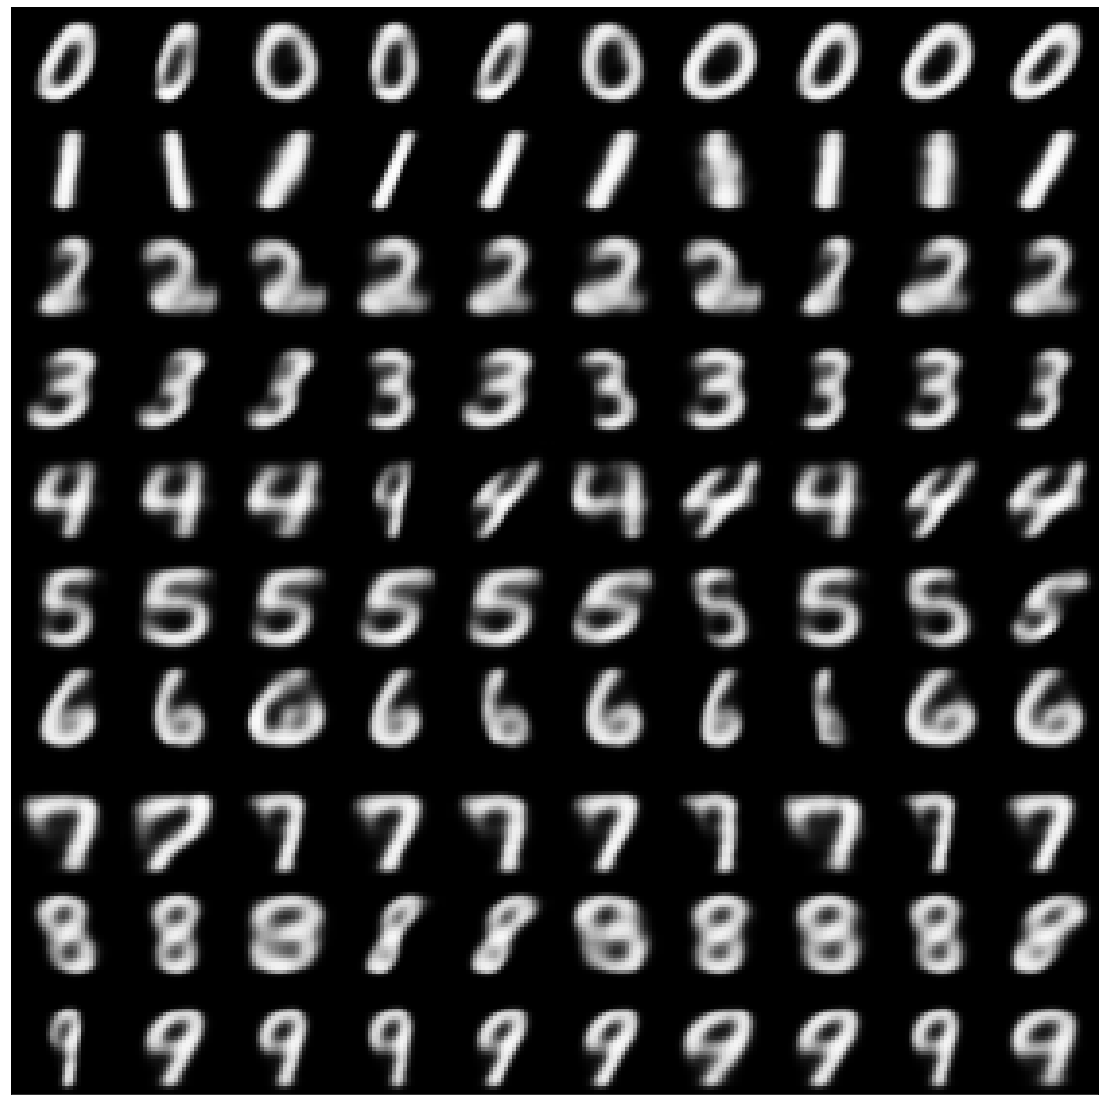 0 0 0 0 0 0 0 0 0 0
1 1 1 1 1 1 1 1 1 1
2 2 2 2 2 2 2 2 2 2
3 3 3 3 3 3 3 3 3 3
4 4 4 4 4 4 4 4 4 4
5 5 5 5 5 5 5 5 5 5
6 6 6 6 6 6 6 6 6 6
7 7 7 7 7 7 7 7 7 7
8 8 8 8 8 8 8 8 8 8
9 9 9 9 9 9 9 9 9 9